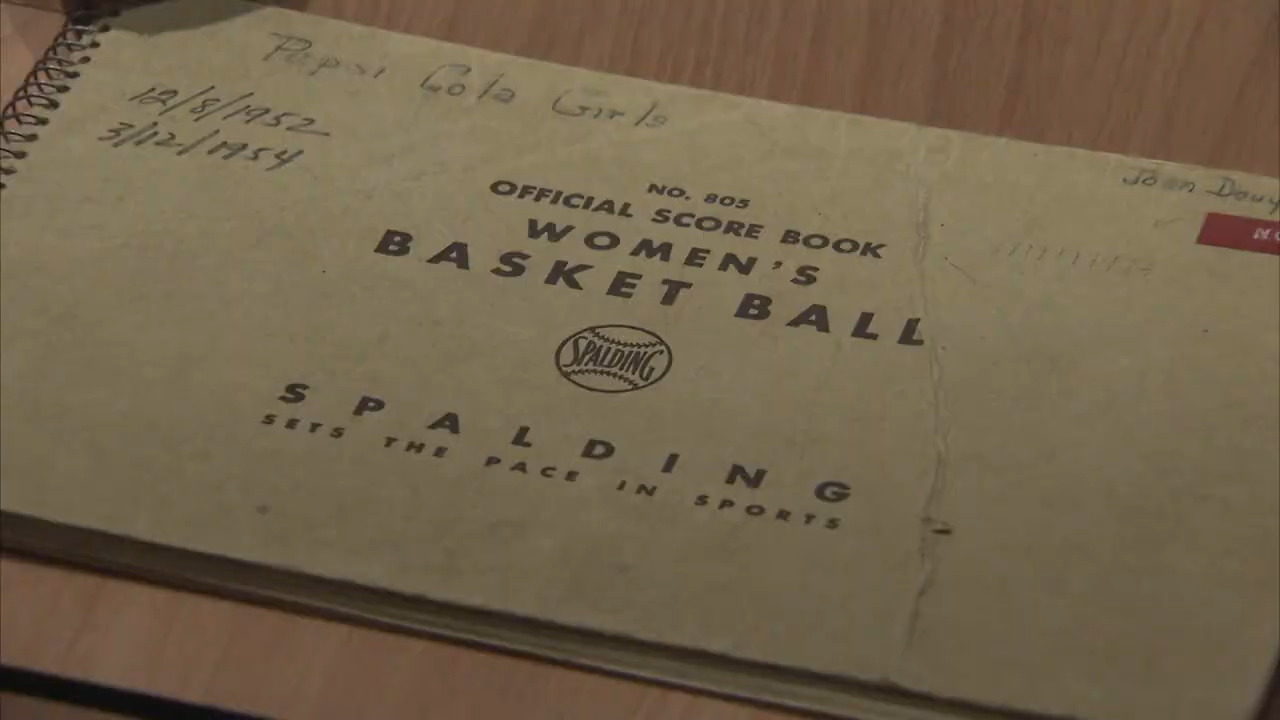 Pepsi Cola Girls
12/8/1952
3/12/1954
Joan
NO. 805
OFFICIAL SCORE BOOK
WOMEN'S
BASKET BALL
SPALDING
SPALDING
SETS THE PACE IN SPORTS